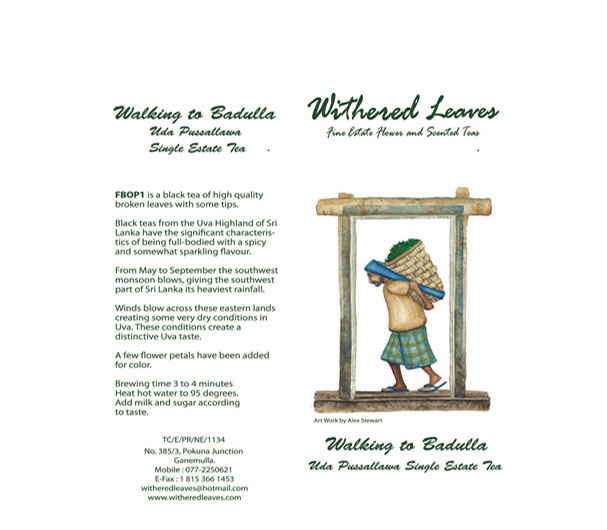 Walking to Badulla
Uda Pussallawa
Single Estate Tea
FBOP1 is a black tea of high quality
broken leaves with some tips.
Black teas from the Uva Highland of Sri
Lanka have the significant characteris-
tics of being full-bodied with a spicy
and somewhat sparkling flavour.
From May to September the southwest
monsoon blows, giving the southwest
part of Sri Lanka its heaviest rainfall.
Winds blow across these eastern lands
creating some very dry conditions in
Uva. These conditions create a
distinctive Uva taste.
A few flower petals have been added
for color.
Brewing time 3 to 4 minutes
Heat hot water to 95 degrees.
Add milk and sugar according
to taste.
TC/E/PR/NE/1134
No. 385/3, Pokuna Junction
Ganemulla.
Mobile : 077-2250621
E-Fax : 1 815 366 1453
witheredleaves@hotmail.com
www.witheredleaves.com
Withered Leaves
Fine Estate Flower and Scented Teas
Art Work by Alex Stewart
Walking to Badulla
Uda Pussallawa Single Estate Tea